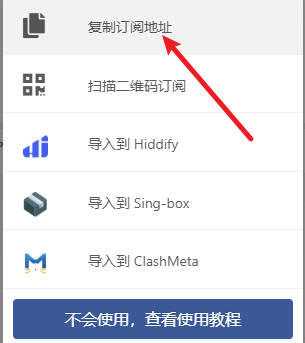 复制订阅地址
扫描二维码订阅
导入到 Hiddify
导入到 Sing-box
导入到 ClashMeta
不会使用，查看使用教程